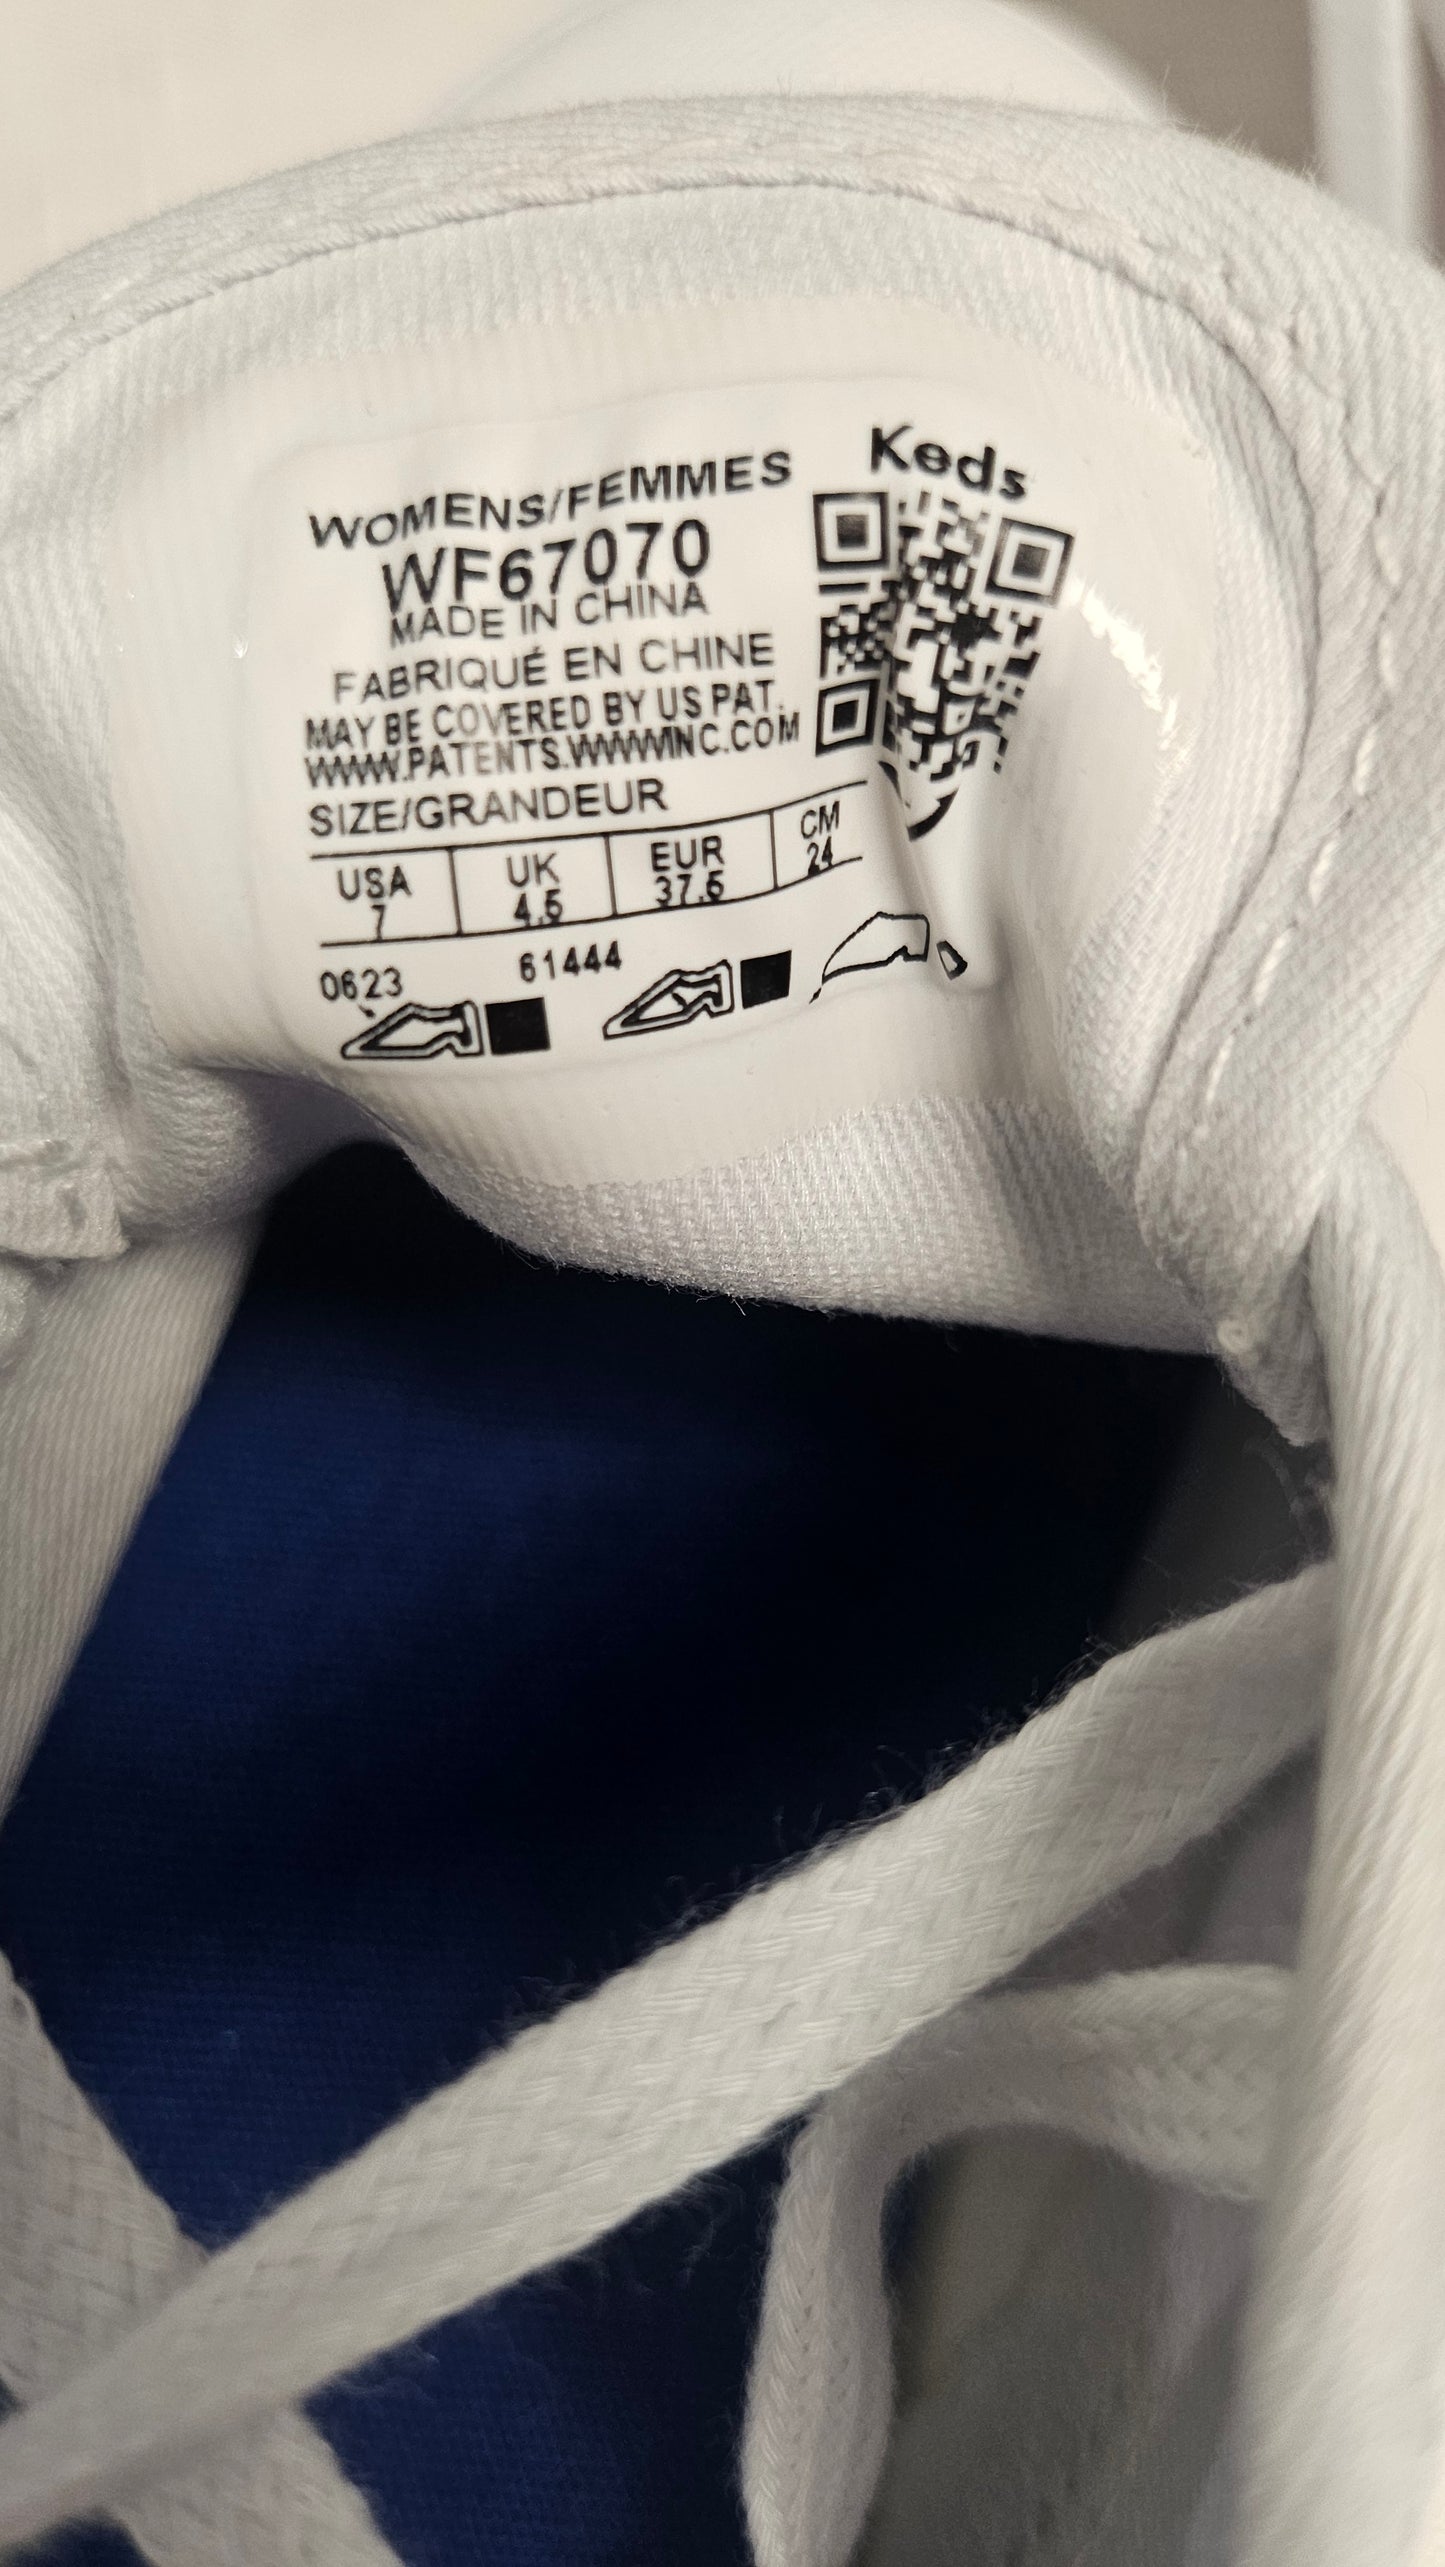 Keds
WOMENS/FEMMES
WF67070
MADE IN CHINA
FABRIQUÉ EN CHINE
MAY BE COVERED BY US PAT.
WWW.PATENTS.WWWINC.COM
SIZE/GRANDEUR
USA UK EUR CM
7 4.5 37.5 24
0623 61444